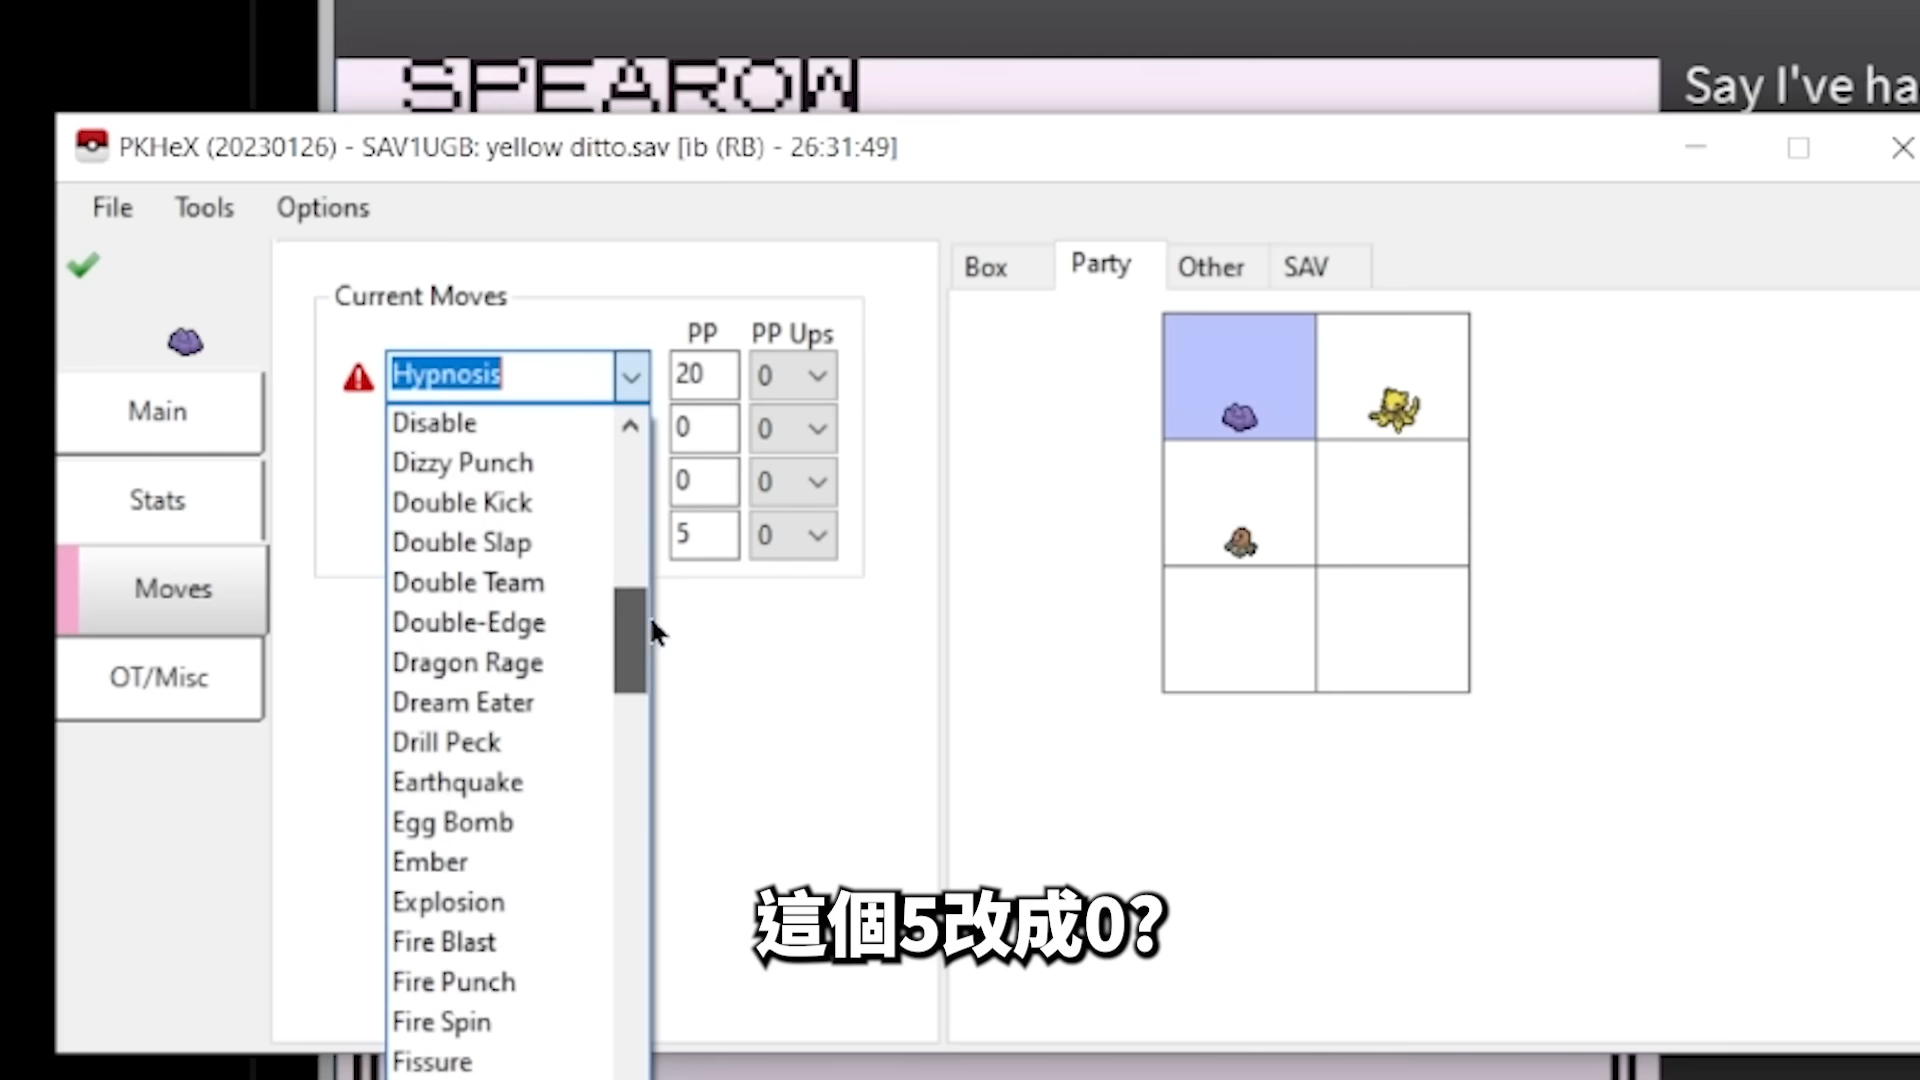 SPEAROW
Say I've ha
PKHeX (20230126) - SAV1UGB: yellow ditto.sav [ib (RB) - 26:31:49]
File Tools Options
Box Party Other SAV
Current Moves
PP PP Ups
Hypnosis 20 0
0 0
0 0
5 0
Main
Stats
Moves
OT/Misc
Disable
Dizzy Punch
Double Kick
Double Slap
Double Team
Double-Edge
Dragon Rage
Dream Eater
Drill Peck
Earthquake
Egg Bomb
Ember
Explosion
Fire Blast
Fire Punch
Fire Spin
Fissure
這個5改成0?